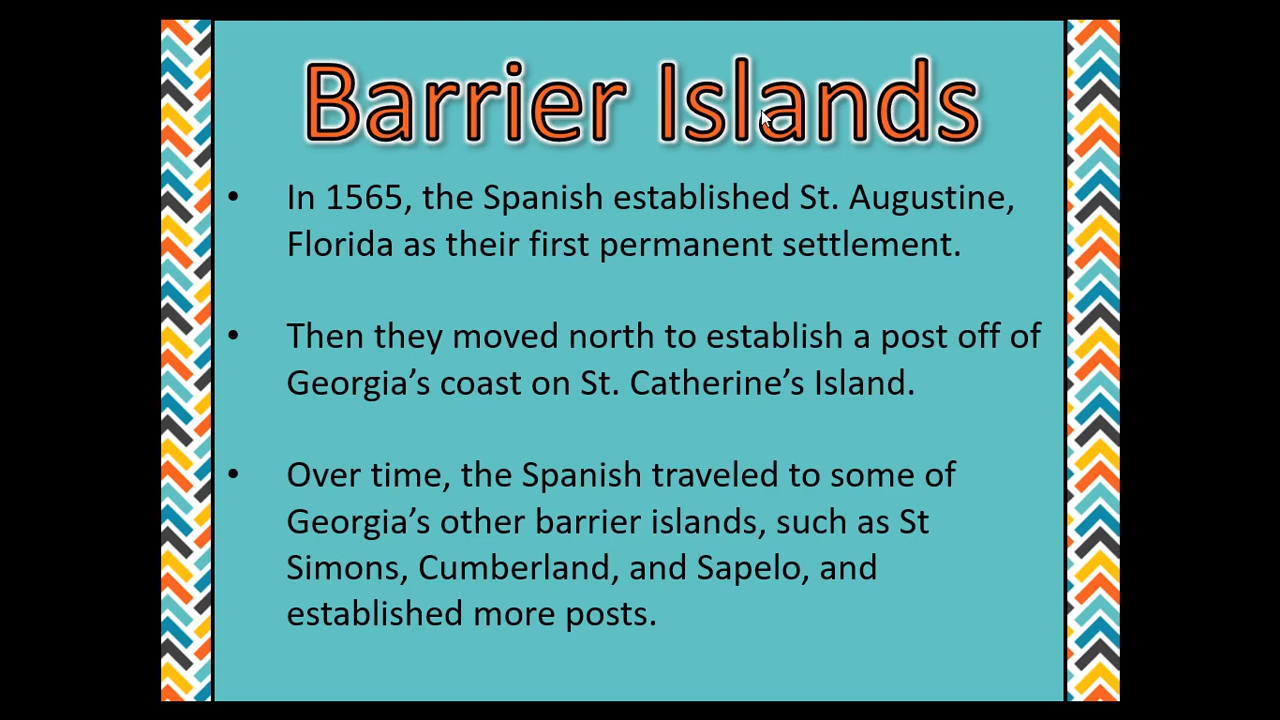 Barrier Islands
• In 1565, the Spanish established St. Augustine,
Florida as their first permanent settlement.
• Then they moved north to establish a post off of
Georgia’s coast on St. Catherine’s Island.
• Over time, the Spanish traveled to some of
Georgia’s other barrier islands, such as St
Simons, Cumberland, and Sapelo, and
established more posts.